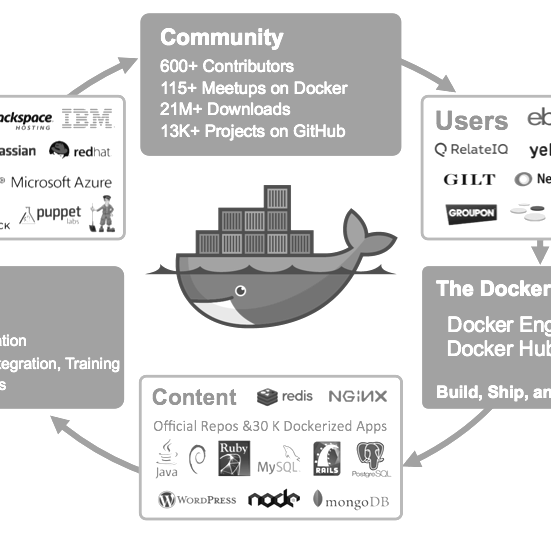 Community
600+ Contributors
115+ Meetups on Docker
21M+ Downloads
13K+ Projects on GitHub
ackspace.
HOSTING
IBM
assian
redhat
Microsoft Azure
CK
puppet
labs
Users
eb
RelateIQ
yel
GILT
Ne
GROUPON
The Docker
Docker Eng
Docker Hub
Build, Ship, an
ation
tegration, Training
s
Content
redis
NGINX
Official Repos &30 K Dockerized Apps
Java
Ruby
MySQL
RAILS
PostgreSQL
WORDPRESS
node
mongoDB